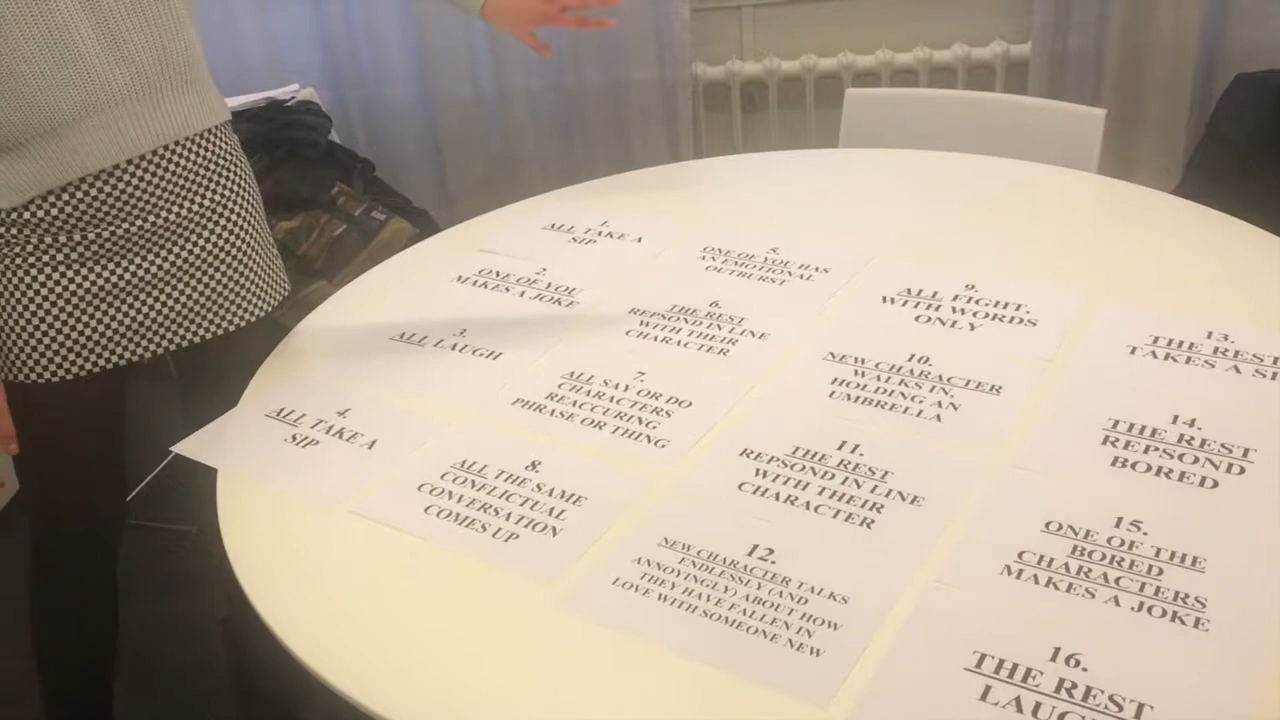 1.
ALL TAKE A
SIP
2.
ONE OF YOU
MAKES A JOKE
3.
ALL LAUGH
4.
ALL TAKE A
SIP
5.
ONE OF YOU HAS
AN EMOTIONAL
OUTBURST
6.
THE REST
REPSOND IN LINE
WITH THEIR
CHARACTER
7.
ALL SAY OR DO
CHARACTERS
REACCURING
PHRASE OR THING
8.
ALL THE SAME
CONFLICTUAL
CONVERSATION
COMES UP
9.
ALL FIGHT,
WITH WORDS
ONLY
10.
NEW CHARACTER
WALKS IN,
HOLDING AN
UMBRELLA
11.
THE REST
REPSOND IN LINE
WITH THEIR
CHARACTER
12.
NEW CHARACTER TALKS
ENDLESSLY (AND
ANNOYINGLY) ABOUT HOW
THEY HAVE FALLEN IN
LOVE WITH SOMEONE NEW
13.
THE REST
TAKES A SI
14.
THE REST
REPSOND
BORED
15.
ONE OF THE
BORED
CHARACTERS
MAKES A JOKE
16.
THE REST
LAUG